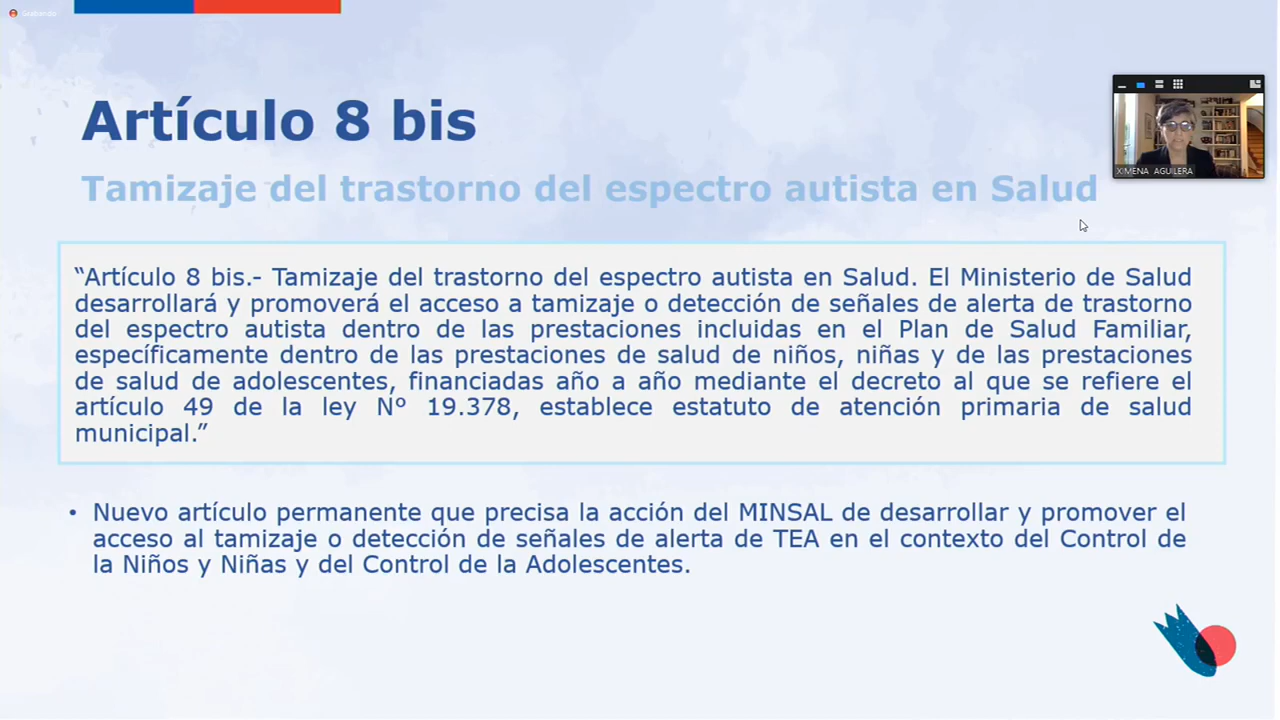 Grabando
Artículo 8 bis
Tamizaje del trastorno del espectro autista en Salud
XIMENA AGUILERA
“Artículo 8 bis.- Tamizaje del trastorno del espectro autista en Salud. El Ministerio de Salud
desarrollará y promoverá el acceso a tamizaje o detección de señales de alerta de trastorno
del espectro autista dentro de las prestaciones incluidas en el Plan de Salud Familiar,
específicamente dentro de las prestaciones de salud de niños, niñas y de las prestaciones
de salud de adolescentes, financiadas año a año mediante el decreto al que se refiere el
artículo 49 de la ley Nº 19.378, establece estatuto de atención primaria de salud
municipal.”
• Nuevo artículo permanente que precisa la acción del MINSAL de desarrollar y promover el
acceso al tamizaje o detección de señales de alerta de TEA en el contexto del Control de
la Niños y Niñas y del Control de la Adolescentes.